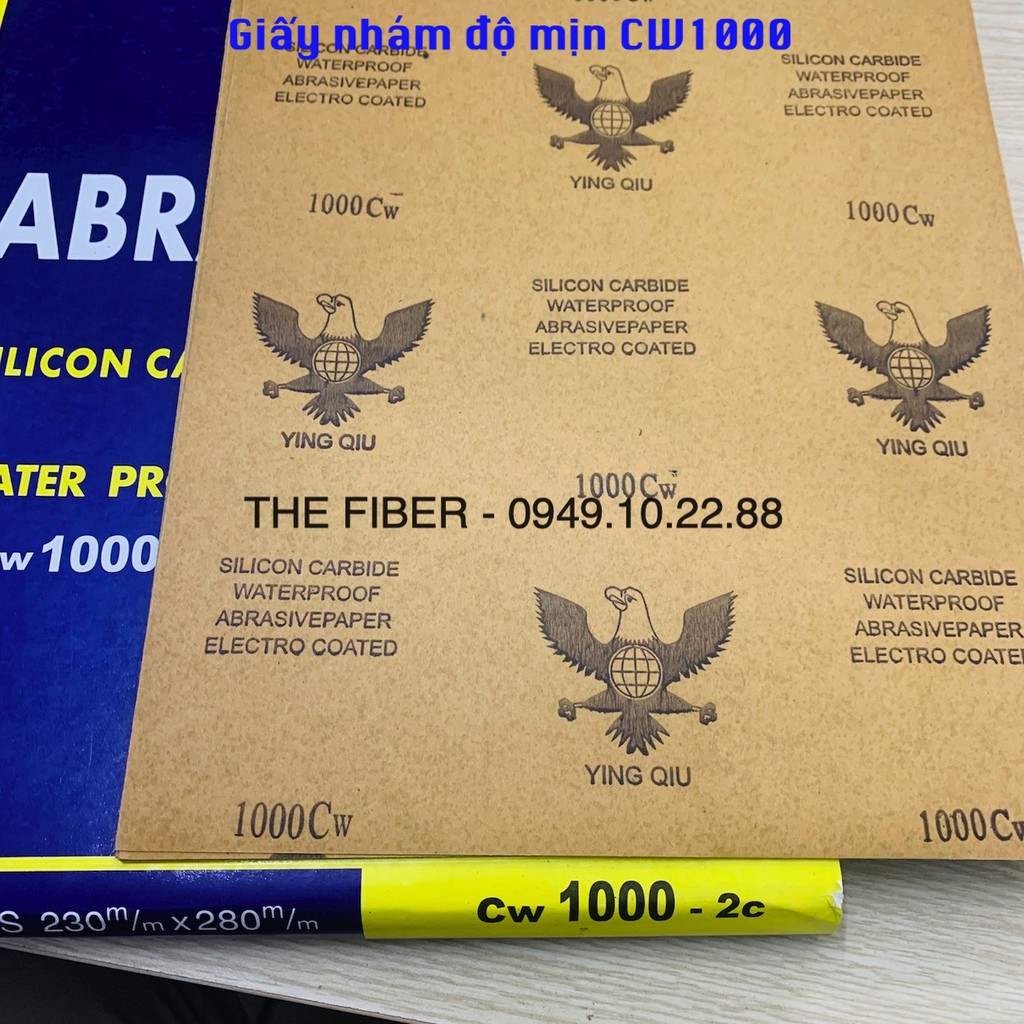 Giấy nhám độ mịn CW1000
SILICON CARBIDE
WATERPROOF
ABRASIVEPAPER
ELECTRO COATED
YING QIU
SILICON CARBIDE
WATERPROOF
ABRASIVEPAPER
ELECTRO COATED
1000Cw
1000Cw
ABR
ILICON CA
ATER PR
w 1000
YING QIU
SILICON CARBIDE
WATERPROOF
ABRASIVEPAPER
ELECTRO COATED
YING QIU
1000Cw
THE FIBER - 0949.10.22.88
SILICON CARBIDE
WATERPROOF
ABRASIVEPAPER
ELECTRO COATED
YING QIU
SILICON CARBIDE
WATERPROOF
ABRASIVEPAPER
ELECTRO COATE
1000Cw
1000Cw
S 230m/m x 280m/m
Cw 1000 - 2c